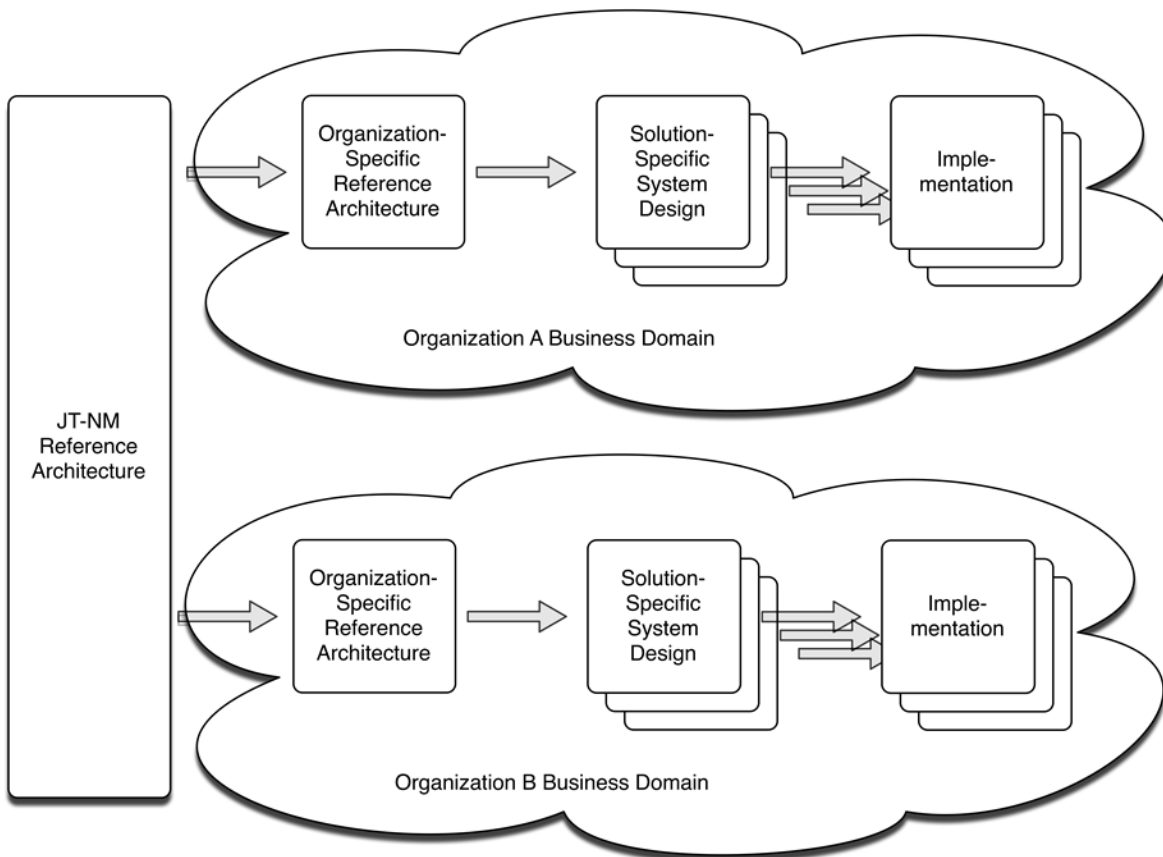 JT-NM
Reference
Architecture
Organization-
Specific
Reference
Architecture
Solution-
Specific
System
Design
Imple-
mentation
Organization A Business Domain
Organization-
Specific
Reference
Architecture
Solution-
Specific
System
Design
Imple-
mentation
Organization B Business Domain